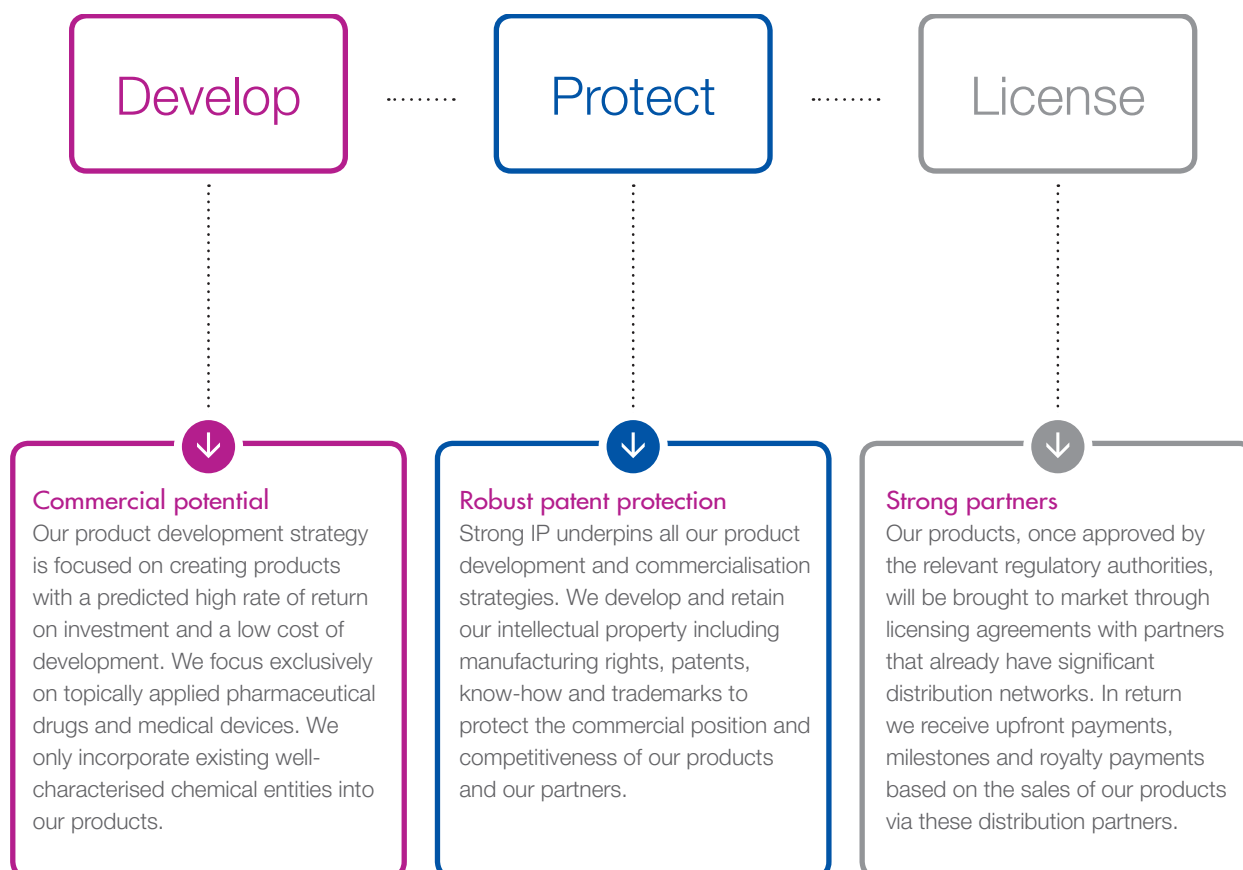 Develop
Protect
License
Commercial potential
Our product development strategy
is focused on creating products
with a predicted high rate of return
on investment and a low cost of
development. We focus exclusively
on topically applied pharmaceutical
drugs and medical devices. We
only incorporate existing well-
characterised chemical entities into
our products.
Robust patent protection
Strong IP underpins all our product
development and commercialisation
strategies. We develop and retain
our intellectual property including
manufacturing rights, patents,
know-how and trademarks to
protect the commercial position and
competitiveness of our products
and our partners.
Strong partners
Our products, once approved by
the relevant regulatory authorities,
will be brought to market through
licensing agreements with partners
that already have significant
distribution networks. In return
we receive upfront payments,
milestones and royalty payments
based on the sales of our products
via these distribution partners.